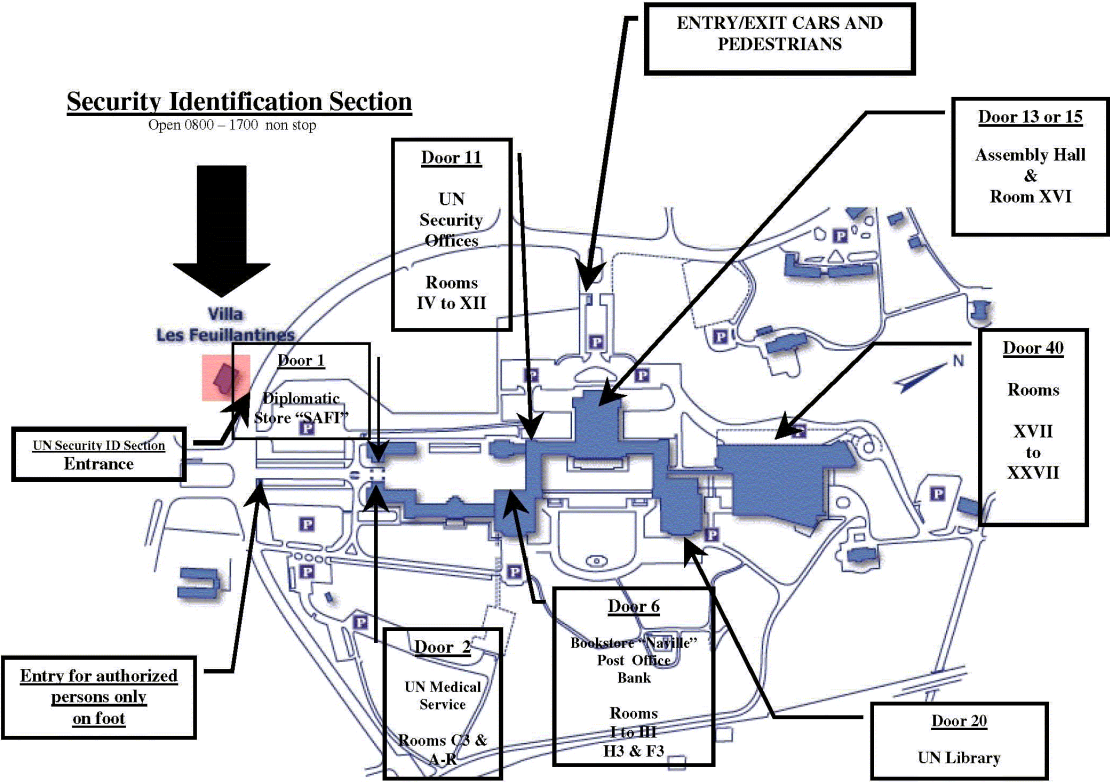 ENTRY/EXIT CARS AND
PEDESTRIANS
Security Identification Section
Open 0800 – 1700  non stop
Door 13 or 15
Assembly Hall
&
Room XVI
Door 11
UN
Security
Offices
Rooms
IV to XII
Villa
Les Feuillantines
Door 1
Diplomatic
Store “SAFI”
Door 40
Rooms
XVII
to
XXVII
N
UN Security ID Section
Entrance
P
P
P
P
P
P
P
P
P
P
P
P
P
Entry for authorized
persons only
on foot
Door  2
UN Medical
Service
Rooms C3 &
A-R
Door 6
Bookstore “Naville”
Post  Office
Bank
Rooms
I to III
H3 & F3
Door 20
UN Library